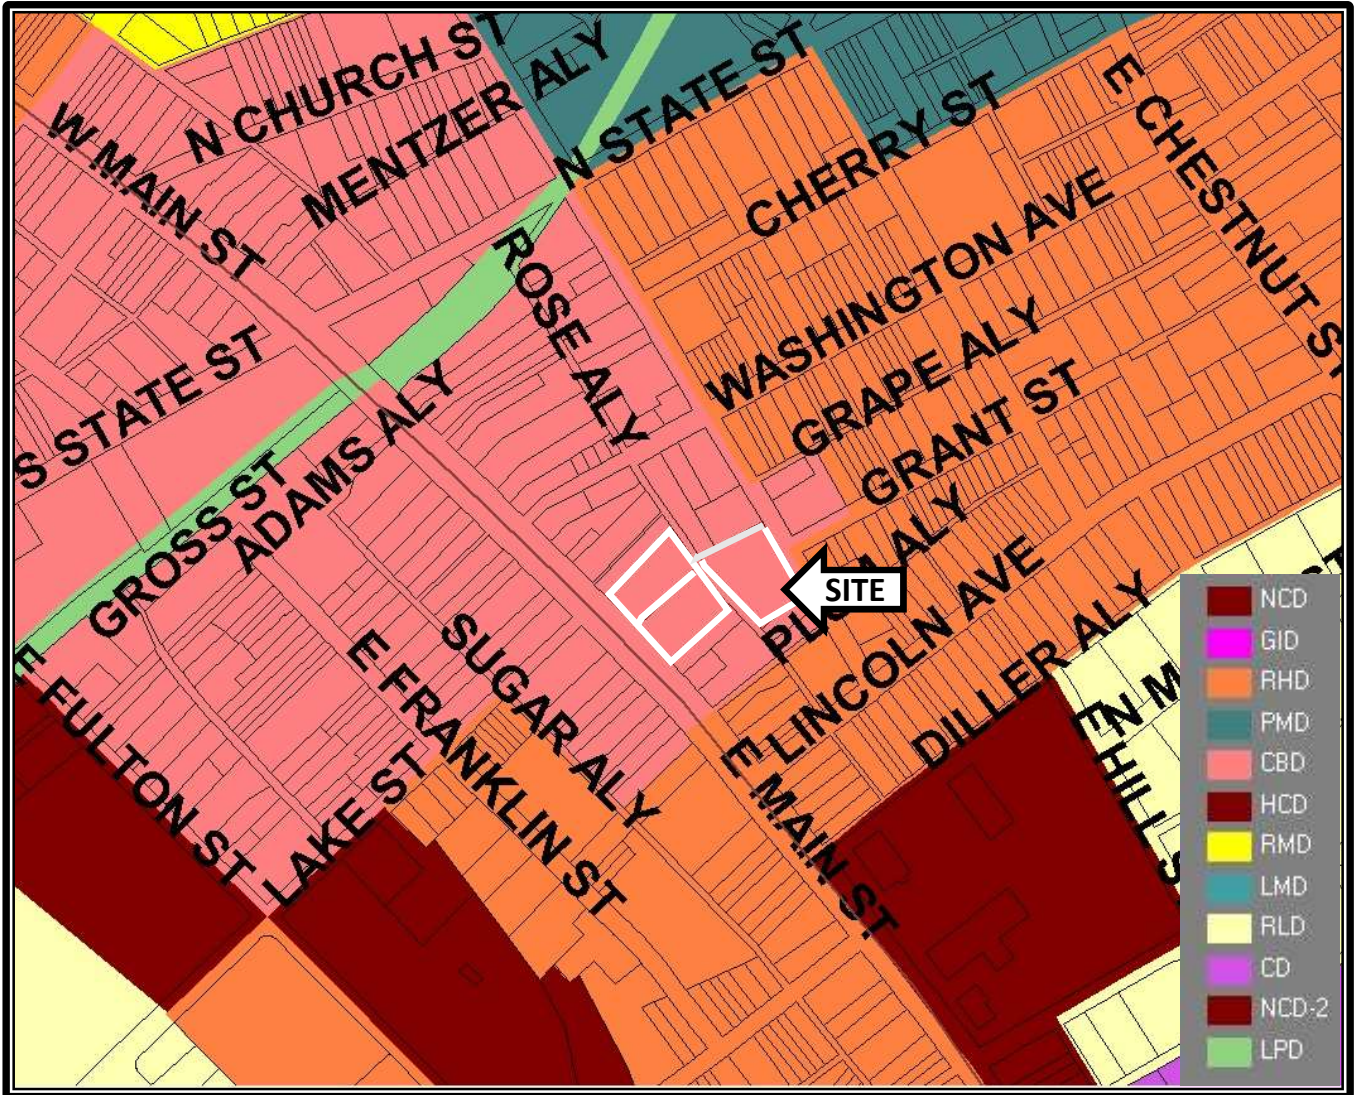 N CHURCH ST
MENTZER ALY
W MAIN ST
N STATE ST
CHERRY ST
E CHESTNUT ST
WASHINGTON AVE
ROSE ALY
GRAPE ALY
GRANT ST
S STATE ST
ADAMS ALY
GROSS ST
SITE
LINCOLN AVE
DILLER ALY
SUGAR ALY
E FRANKLIN ST
E FULTON ST
LAKE ST
E MAIN ST
E HILL S
N M
ST
NCD
GID
RHD
PMD
CBD
HCD
RMD
LMD
RLD
CD
NCD-2
LPD